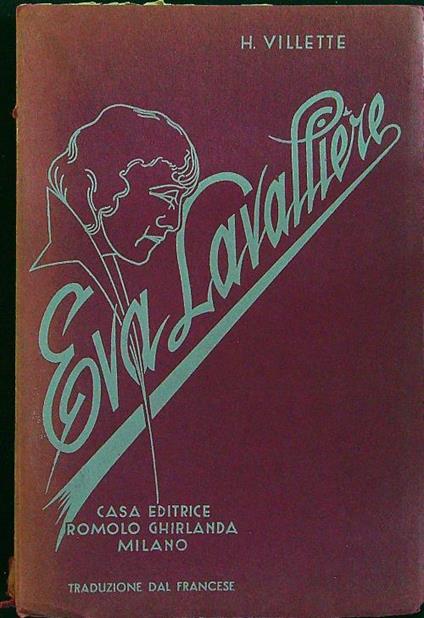 H. VILLETTE
Eva Lavallière
CASA EDITRICE
ROMOLO GHIRLANDA
MILANO
TRADUZIONE DAL FRANCESE